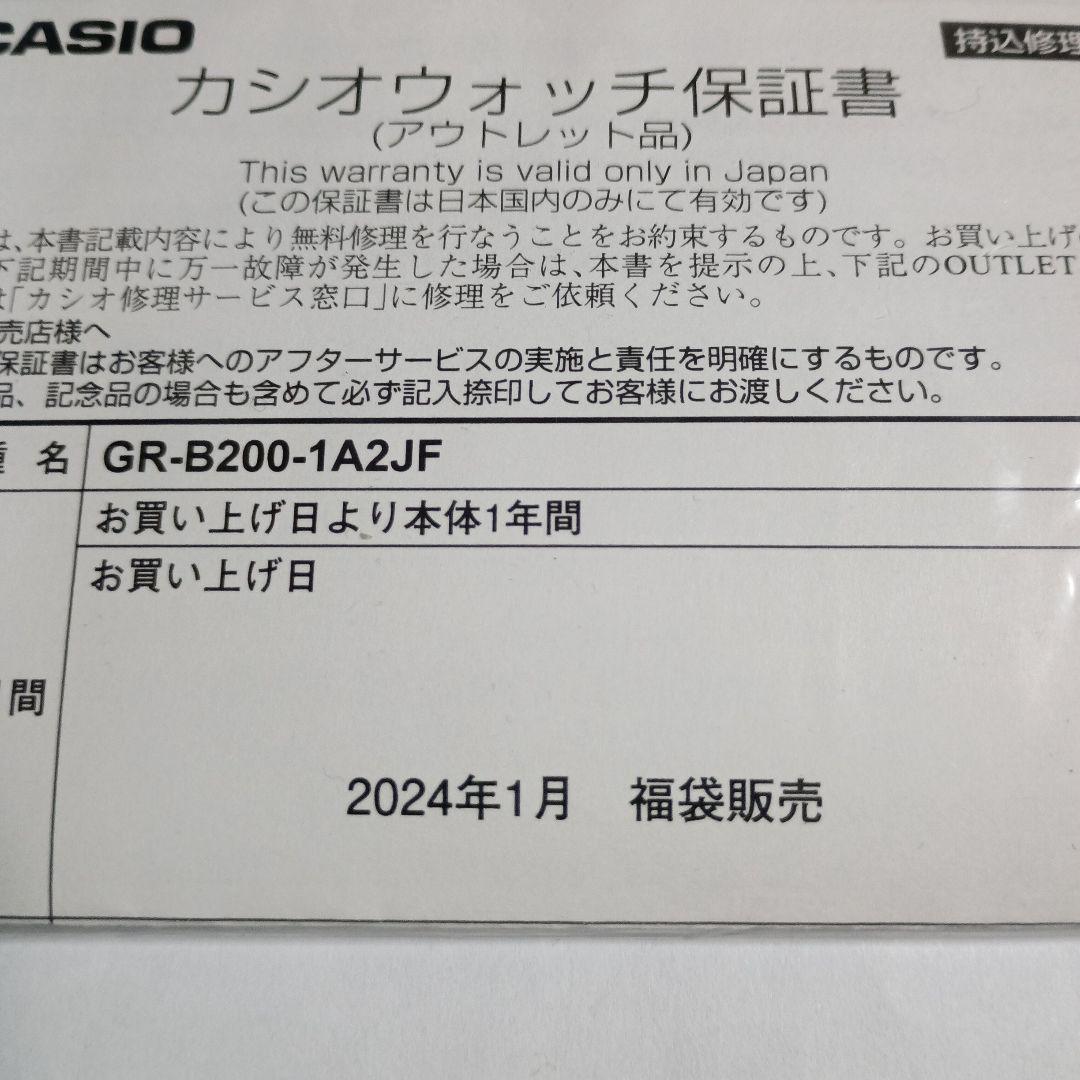 CASIO
持込修理
カシオウォッチ保証書
(アウトレット品)
This warranty is valid only in Japan
(この保証書は日本国内のみにて有効です)
は、本書記載内容により無料修理を行なうことをお約束するものです。お買い上げ
下記期間中に万一故障が発生した場合は、本書を提示の上、下記のOUTLET
「カシオ修理サービス窓口」に修理をご依頼ください。
売店様へ
保証書はお客様へのアフターサービスの実施と責任を明確にするものです。
品、記念品の場合も含めて必ず記入捺印してお客様にお渡しください。
名 GR-B200-1A2JF
お買い上げ日より本体1年間
お買い上げ日
間
2024年1月 福袋販売